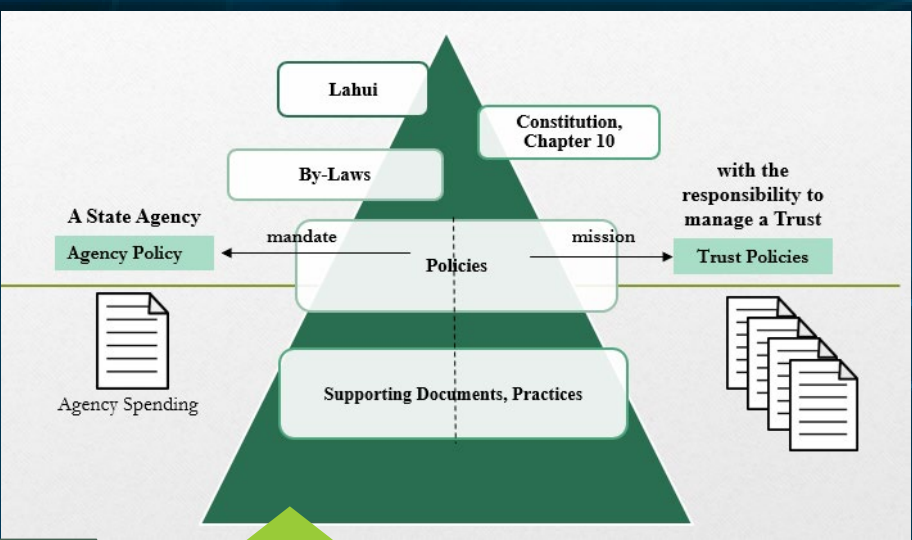 Lahui
Constitution,
Chapter 10
By-Laws
with the
responsibility to
manage a Trust
A State Agency
mandate
mission
Agency Policy
Policies
Trust Policies
Supporting Documents, Practices
Agency Spending